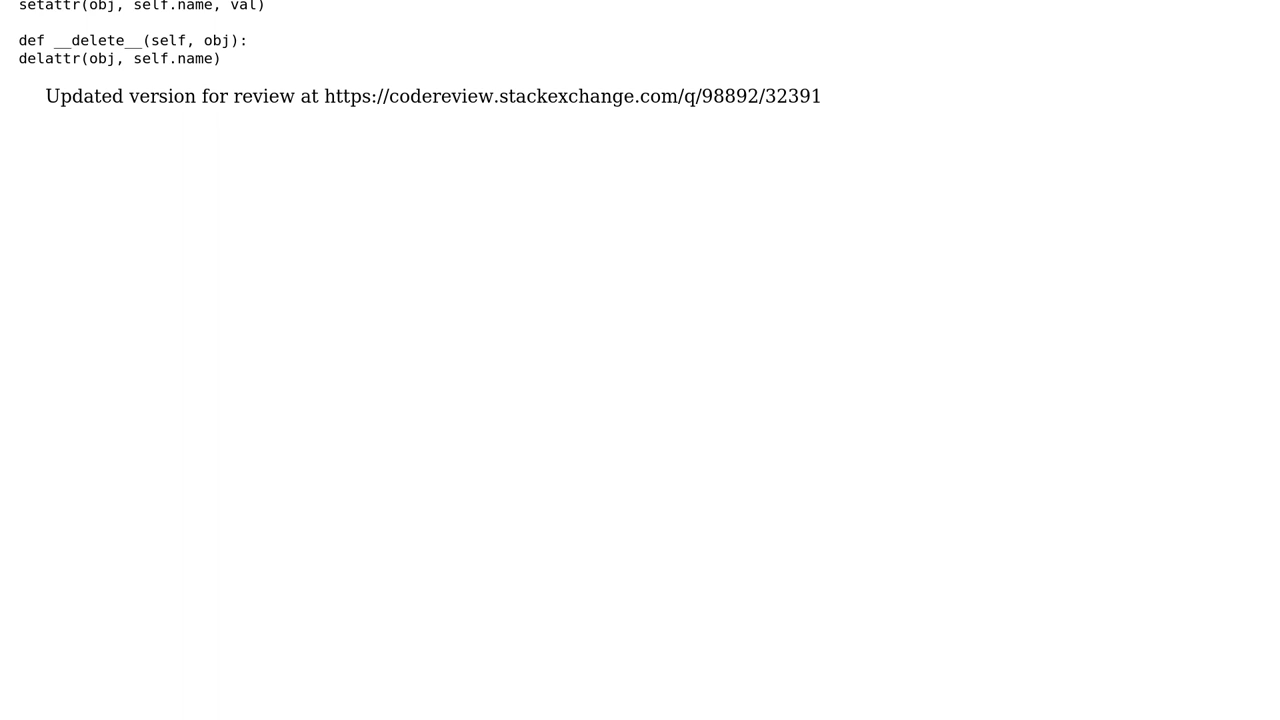 setattr(obj, self.name, val)
def __delete__(self, obj):
delattr(obj, self.name)
Updated version for review at https://codereview.stackexchange.com/q/98892/32391